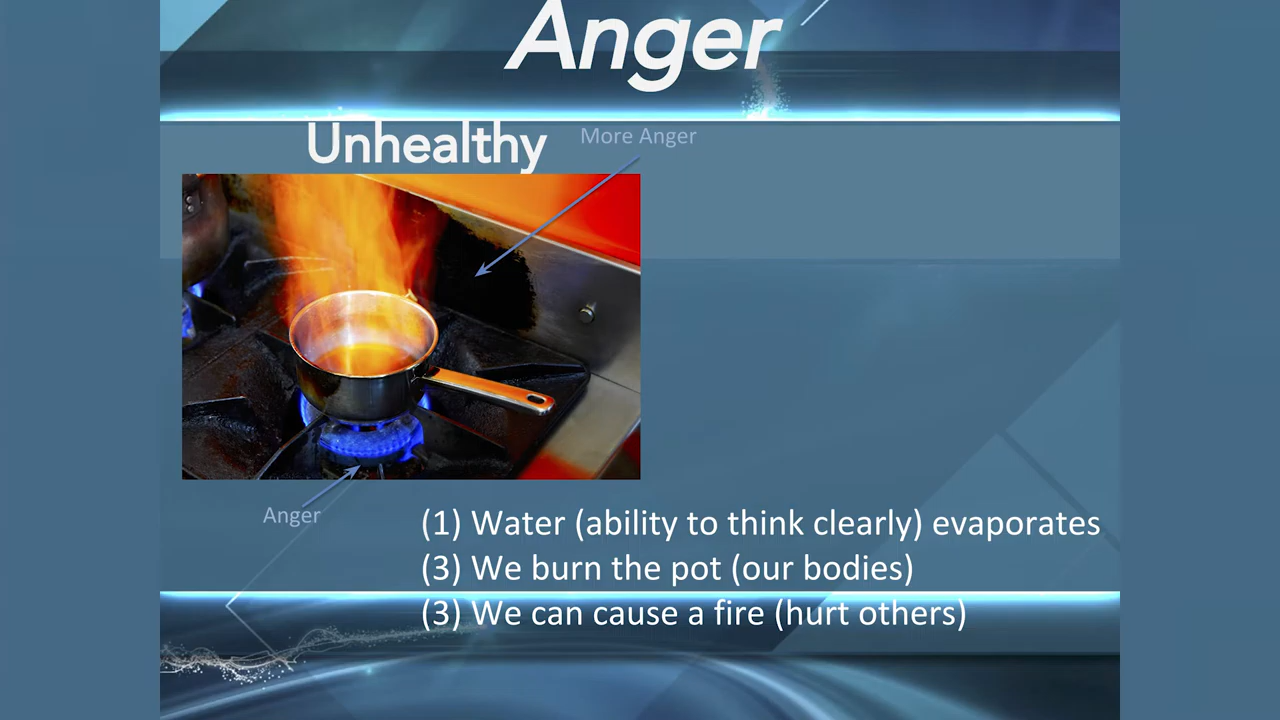 Anger
Unhealthy
More Anger
Anger
(1) Water (ability to think clearly) evaporates
(3) We burn the pot (our bodies)
(3) We can cause a fire (hurt others)